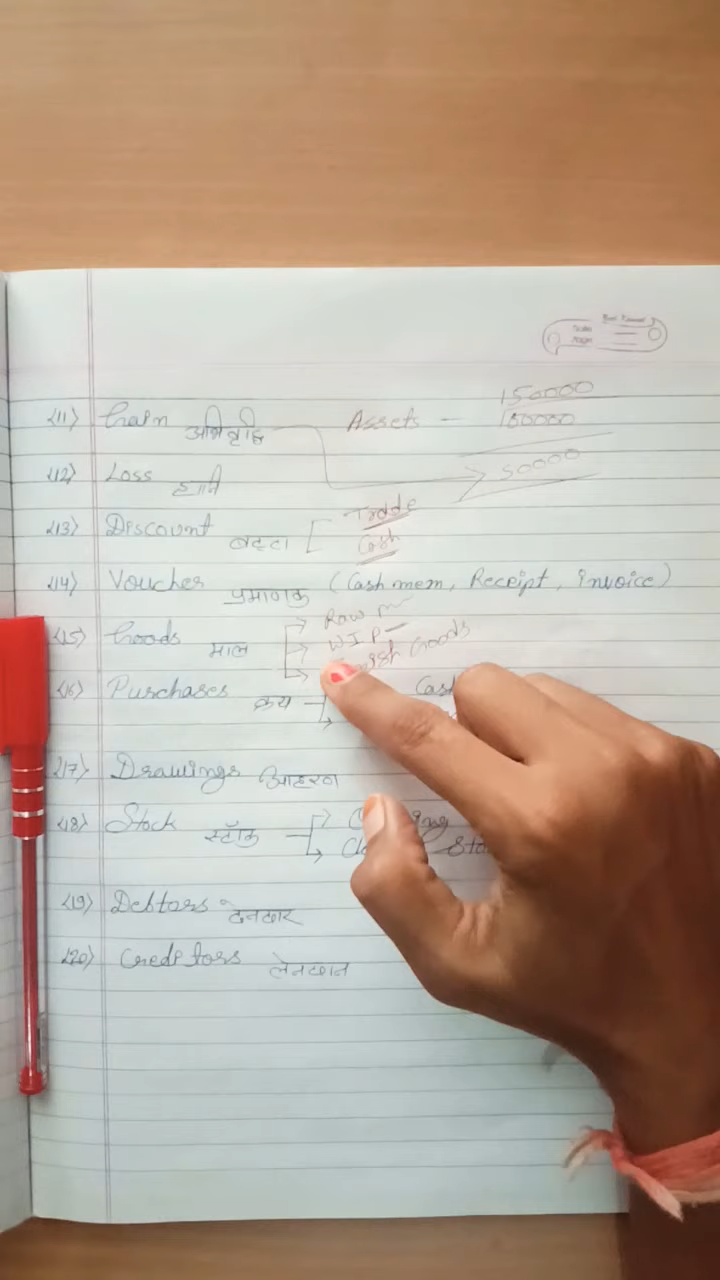 150000
<11> Gain अभिवृद्धि Assets - 100000
<12> Loss हानि 50000
Trade
<13> Discount बट्टा Cash
<14> Voucher प्रमाणक (Cash mem, Receipt, invoice)
Raw m
<15> Goods माल W.I.P
Finish Goods
<16> Purchases क्रय Cash
<17> Drawings आहरण
<18> Stock स्टॉक
<19> Debtors देनदार
<20> Creditors लेनदान